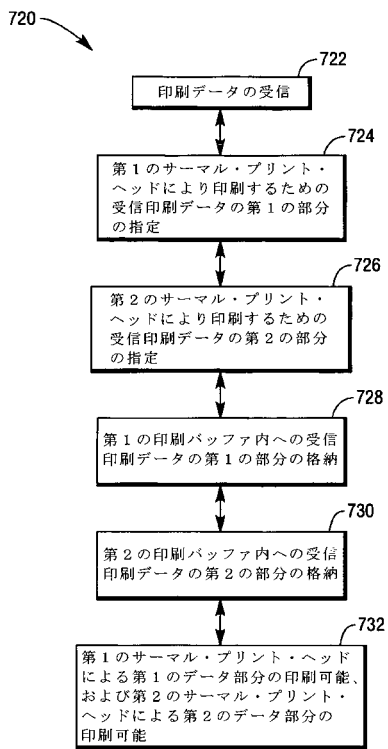 720
722
印刷データの受信
724
第1のサーマル・プリント・
ヘッドにより印刷するための
受信印刷データの第1の部分
の指定
726
第2のサーマル・プリント・
ヘッドにより印刷するための
受信印刷データの第2の部分
の指定
728
第1の印刷バッファ内への受信
印刷データの第1の部分の格納
730
第2の印刷バッファ内への受信
印刷データの第2の部分の格納
732
第1のサーマル・プリント・ヘッド
による第1のデータ部分の印刷可能、
および第2のサーマル・プリント・
ヘッドによる第2のデータ部分の
印刷可能